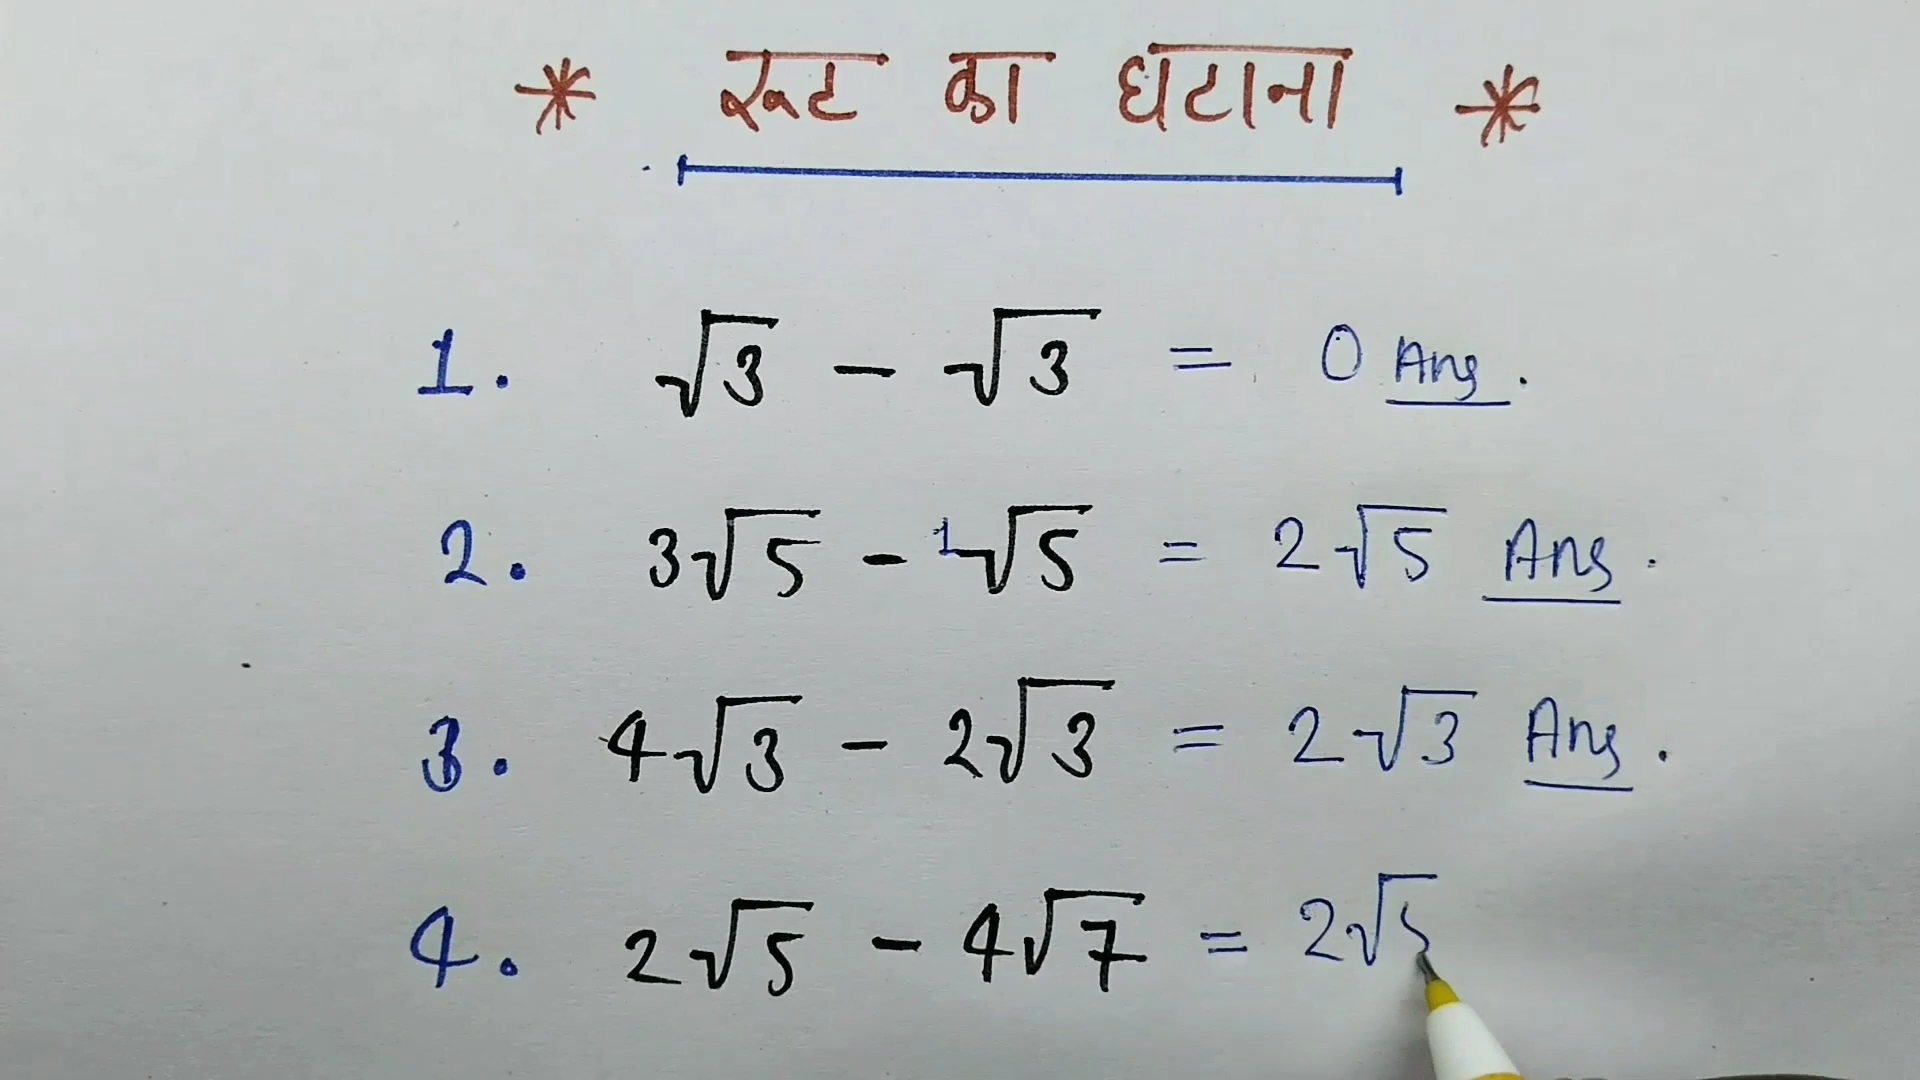 * रूट का घटाना *
1. √3 - √3 = 0 Ans.
2. 3√5 - 1√5 = 2√5 Ans.
3. 4√3 - 2√3 = 2√3 Ans.
4. 2√5 - 4√7 = 2√5